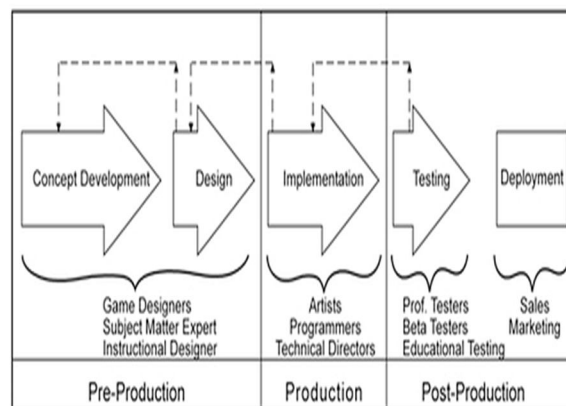 Concept Development
Design
Implementation
Testing
Deployment
Game Designers
Subject Matter Expert
Instructional Designer
Artists
Programmers
Technical Directors
Prof. Testers
Beta Testers
Educational Testing
Sales
Marketing
Pre-Production
Production
Post-Production